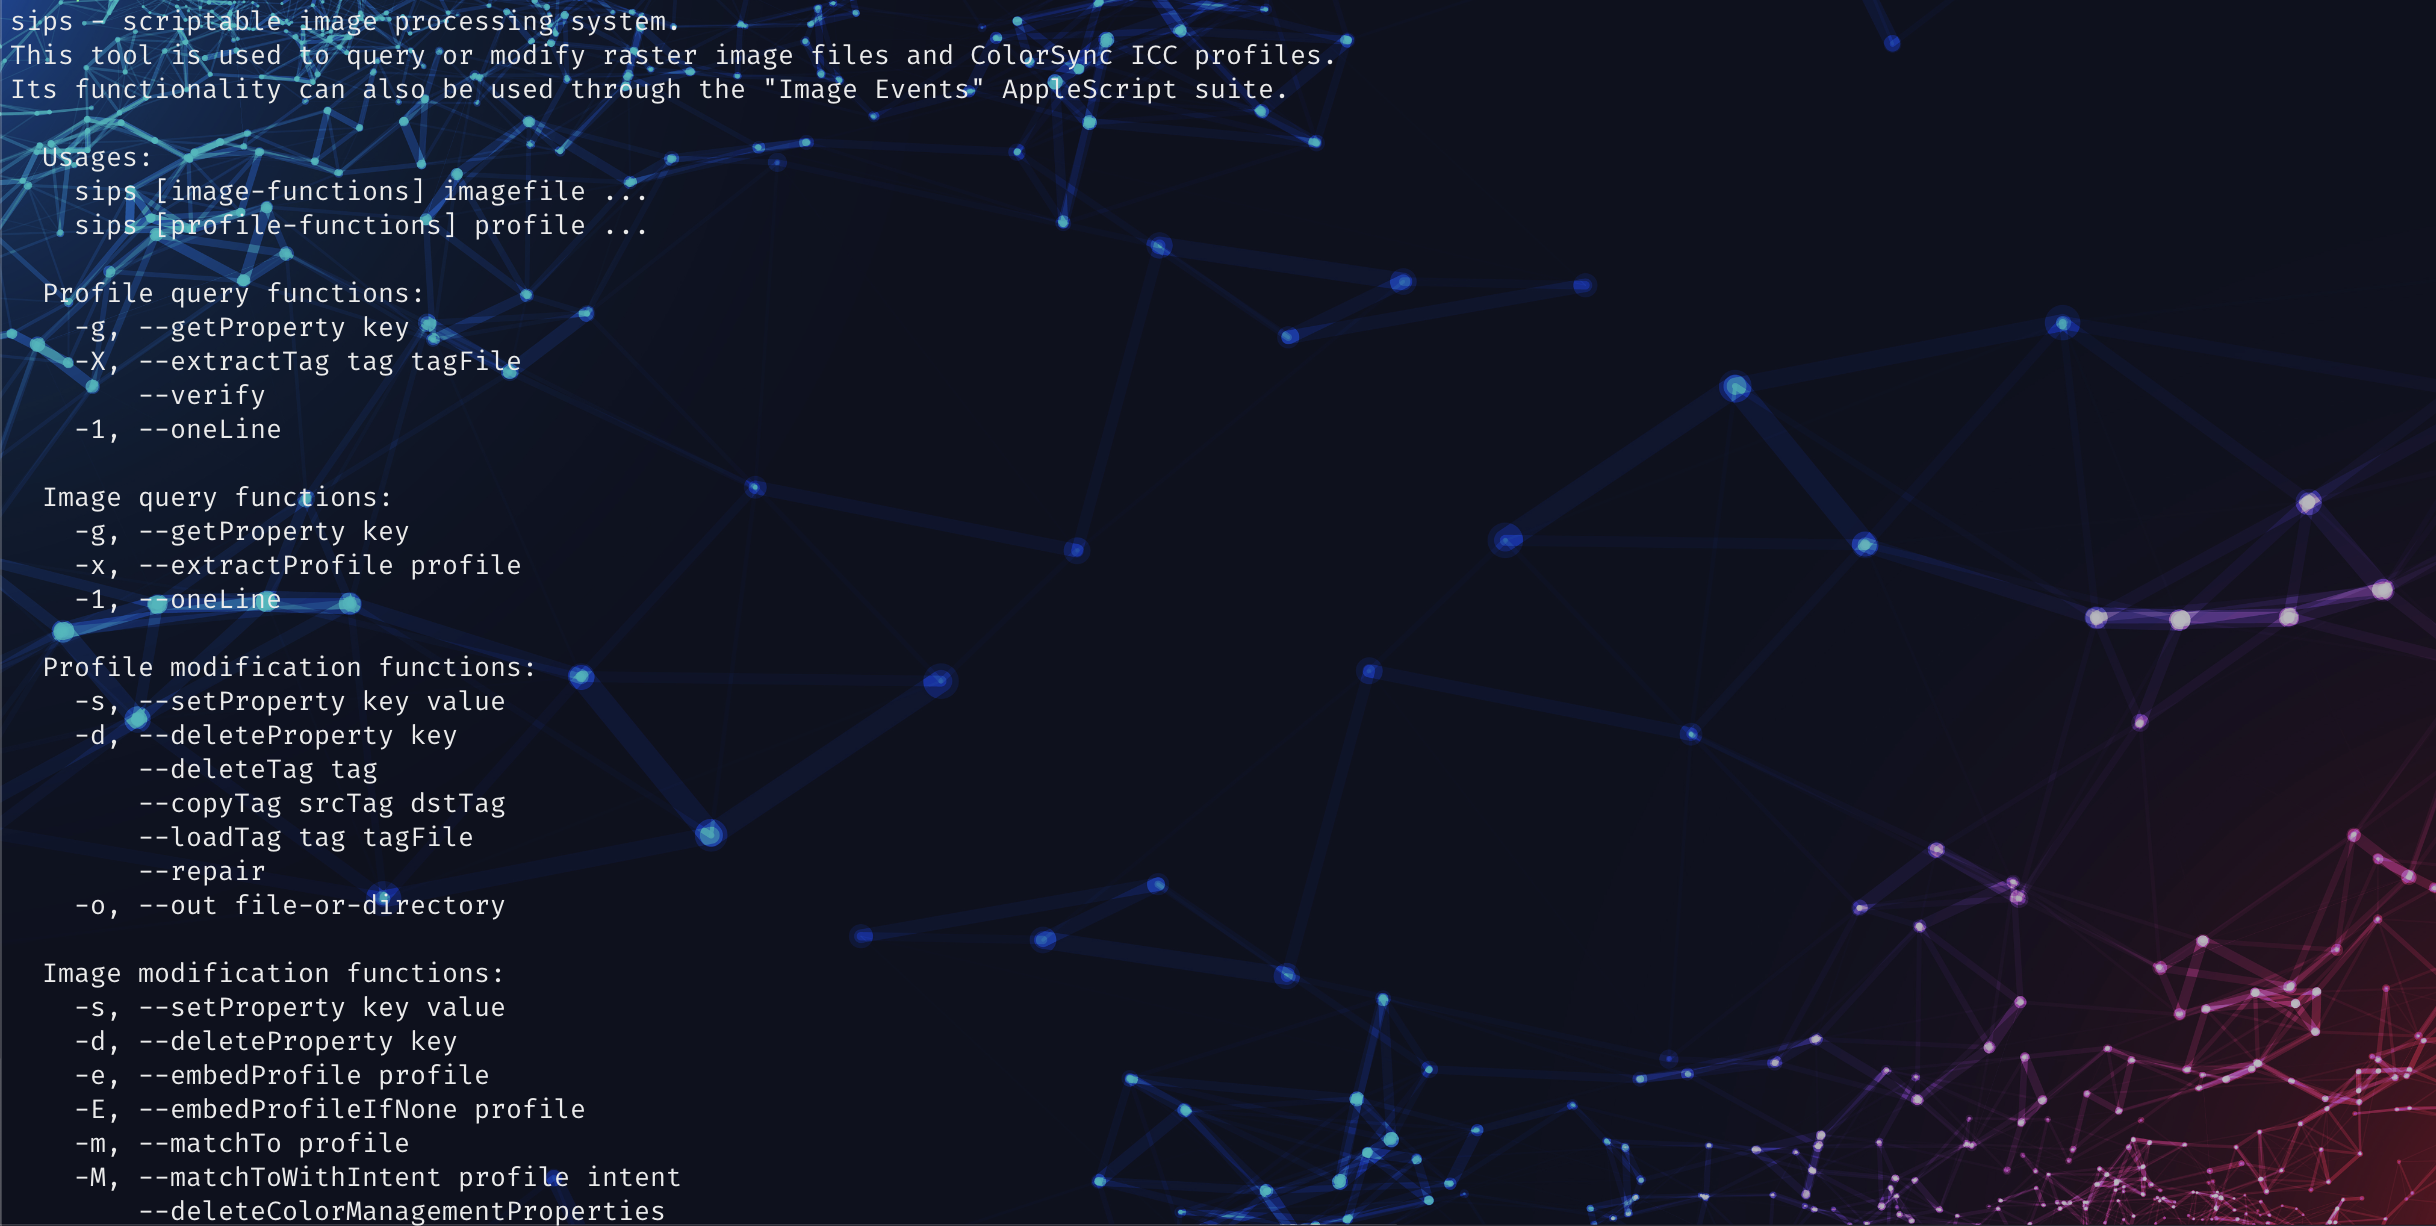 sips - scriptable image processing system.
This tool is used to query or modify raster image files and ColorSync ICC profiles.
Its functionality can also be used through the "Image Events" AppleScript suite.

  Usages:
    sips [image-functions] imagefile ...
    sips [profile-functions] profile ...

  Profile query functions:
    -g, --getProperty key
    -X, --extractTag tag tagFile
        --verify
    -1, --oneLine

  Image query functions:
    -g, --getProperty key
    -x, --extractProfile profile
    -1, --oneLine

  Profile modification functions:
    -s, --setProperty key value
    -d, --deleteProperty key
        --deleteTag tag
        --copyTag srcTag dstTag
        --loadTag tag tagFile
        --repair
    -o, --out file-or-directory

  Image modification functions:
    -s, --setProperty key value
    -d, --deleteProperty key
    -e, --embedProfile profile
    -E, --embedProfileIfNone profile
    -m, --matchTo profile
    -M, --matchToWithIntent profile intent
        --deleteColorManagementProperties